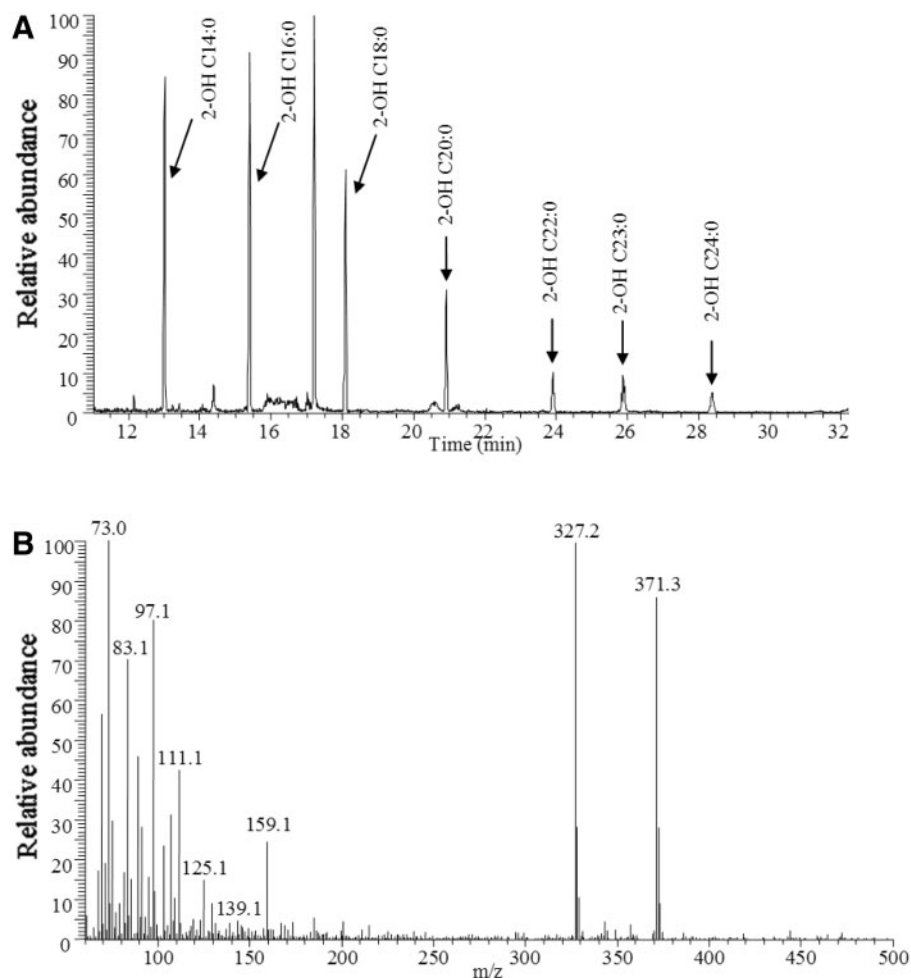 A
100
90
80
70
60
50
40
30
20
10
0
Relative abundance
2-OH C14:0
2-OH C16:0
2-OH C18:0
2-OH C20:0
2-OH C22:0
2-OH C23:0
2-OH C24:0
12 14 16 18 20 22 24 26 28 30 32
Time (min)
B
100
90
80
70
60
50
40
30
20
10
0
Relative abundance
73.0
97.1
83.1
111.1
125.1
139.1
159.1
327.2
371.3
100 150 200 250 300 350 400 450 500
m/z